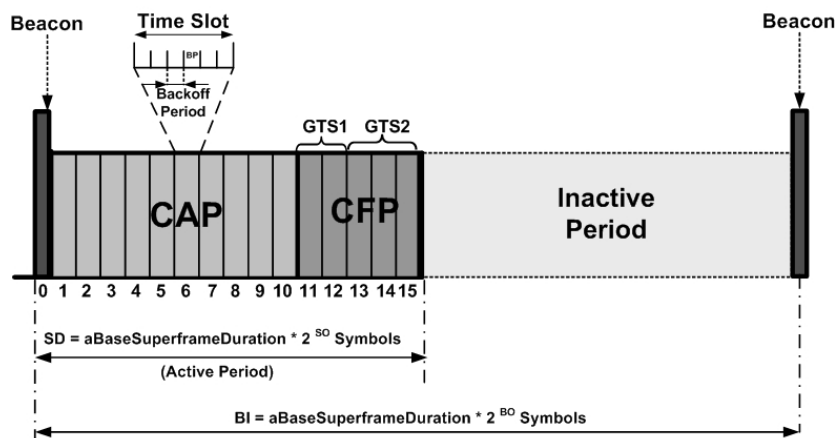 Beacon
Time Slot
Beacon
BP
Backoff
Period
GTS1
GTS2
CAP
CFP
Inactive
Period
0 1 2 3 4 5 6 7 8 9 10 11 12 13 14 15
SD = aBaseSuperframeDuration * 2 SO Symbols
(Active Period)
BI = aBaseSuperframeDuration * 2 BO Symbols